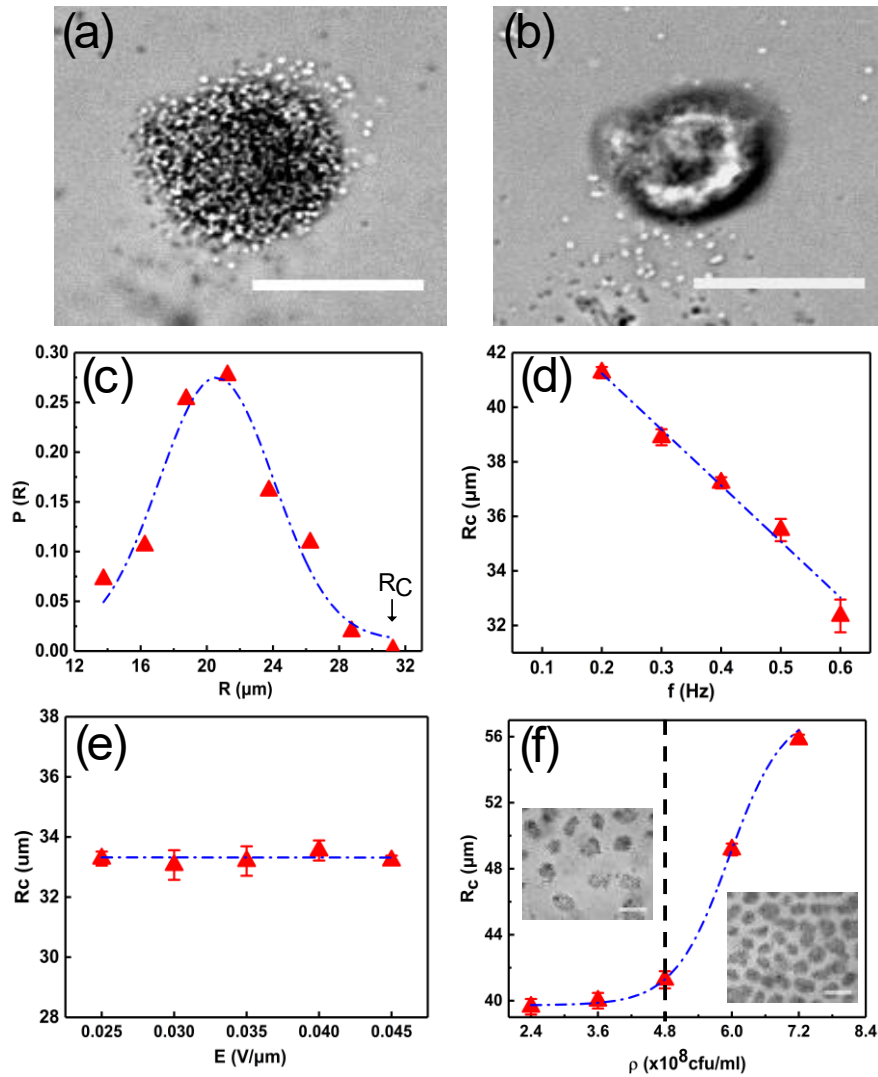 (a)
(b)
(c)
0.30
0.25
0.20
0.15
0.10
0.05
0.00
P (R)
RC
12 16 20 24 28 32
R (µm)
(d)
42
40
38
36
34
32
Rc (µm)
0.1 0.2 0.3 0.4 0.5 0.6
f (Hz)
(e)
38
36
34
32
30
28
Rc (um)
0.025 0.030 0.035 0.040 0.045
E (V/µm)
(f)
56
52
48
44
40
RC (µm)
2.4 3.6 4.8 6.0 7.2 8.4
ρ (x10⁸cfu/ml)